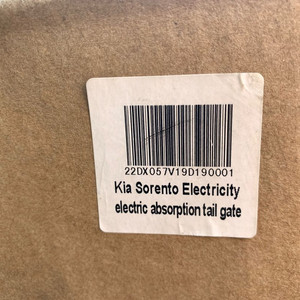 22DX057V19D190001
Kia Sorento Electricity
electric absorption tail gate